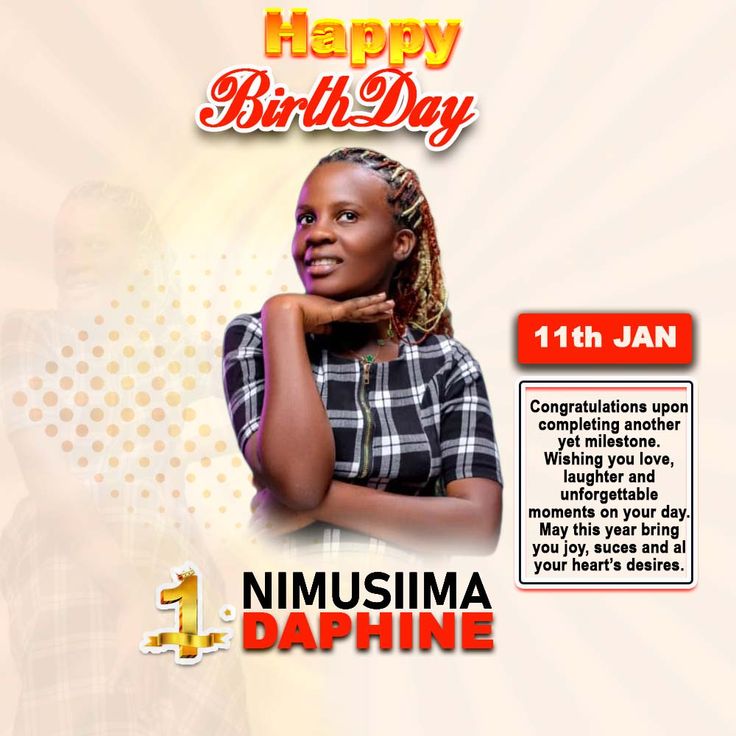 Happy
BirthDay
11th JAN
Congratulations upon
completing another
yet milestone.
Wishing you love,
laughter and
unforgettable
moments on your day.
May this year bring
you joy, suces and al
your heart’s desires.
1
NIMUSIIMA
DAPHINE